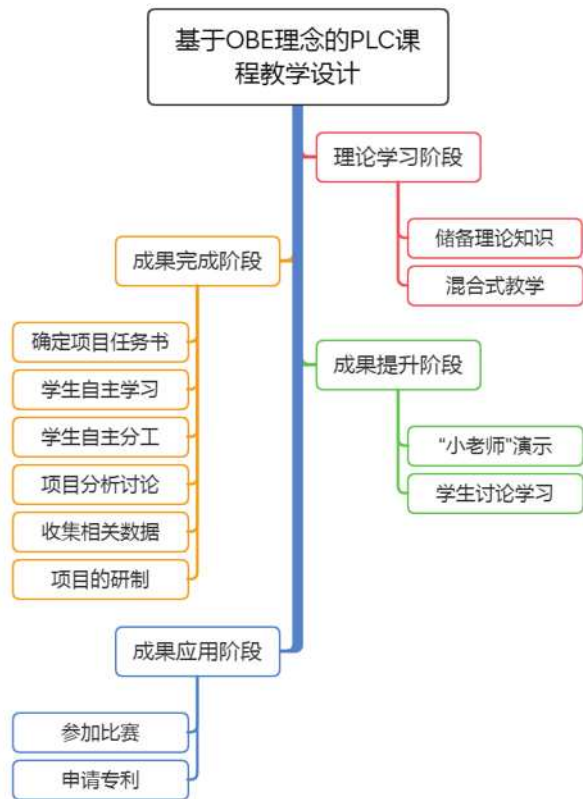 基于OBE理念的PLC课
程教学设计
理论学习阶段
储备理论知识
混合式教学
成果完成阶段
确定项目任务书
学生自主学习
学生自主分工
项目分析讨论
收集相关数据
项目的研制
成果提升阶段
“小老师”演示
学生讨论学习
成果应用阶段
参加比赛
申请专利